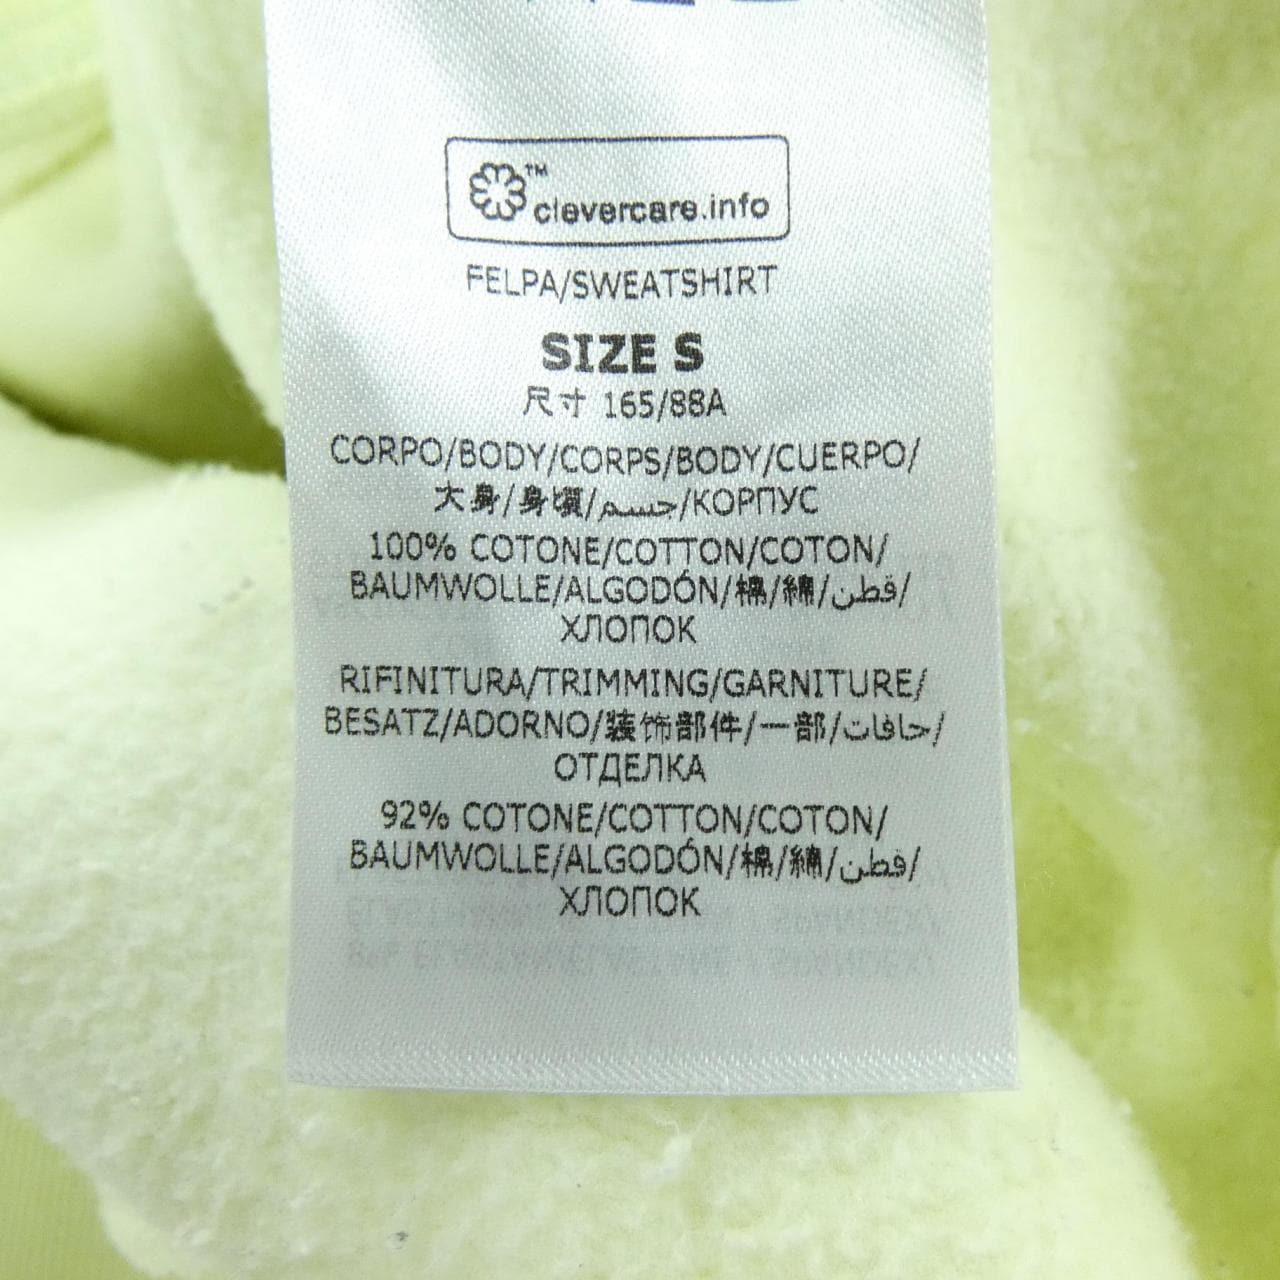 ™
clevercare.info
FELPA/SWEATSHIRT
SIZE S
尺寸 165/88A
CORPO/BODY/CORPS/BODY/CUERPO/
大身/身頃/جسم/КОРПУС
100% COTONE/COTTON/COTON/
BAUMWOLLE/ALGODÓN/棉/綿/قطن/
ХЛОПОК
RIFINITURA/TRIMMING/GARNITURE/
BESATZ/ADORNO/装饰部件/一部/حافات/
ОТДЕЛКА
92% COTONE/COTTON/COTON/
BAUMWOLLE/ALGODÓN/棉/綿/قطن/
ХЛОПОК